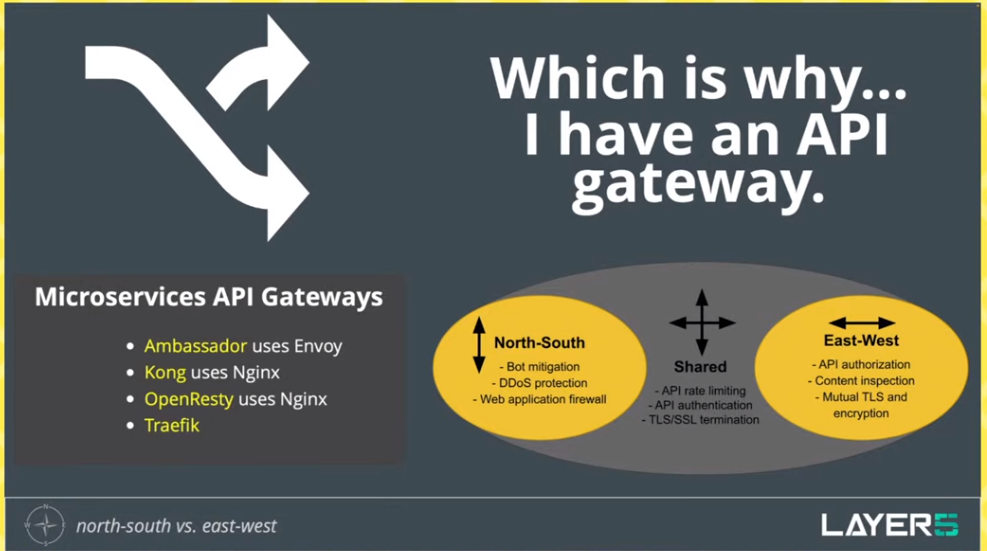 Which is why...
I have an API
gateway.
Microservices API Gateways
• Ambassador uses Envoy
• Kong uses Nginx
• OpenResty uses Nginx
• Traefik
North-South
- Bot mitigation
- DDoS protection
- Web application firewall
Shared
- API rate limiting
- API authentication
- TLS/SSL termination
East-West
- API authorization
- Content inspection
- Mutual TLS and
encryption
N
W
E
S
north-south vs. east-west
LAYER5